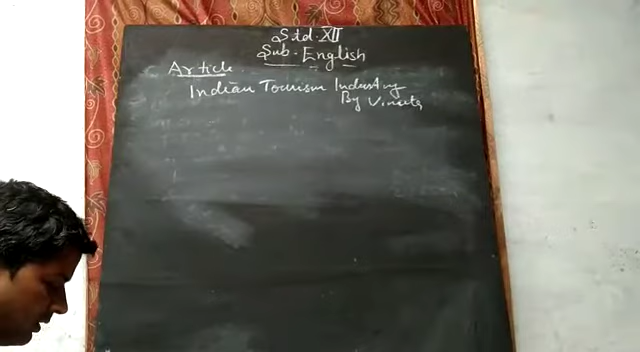 Std. XII
Sub- English
Article
Indian Tourism Industry
By Vineeta